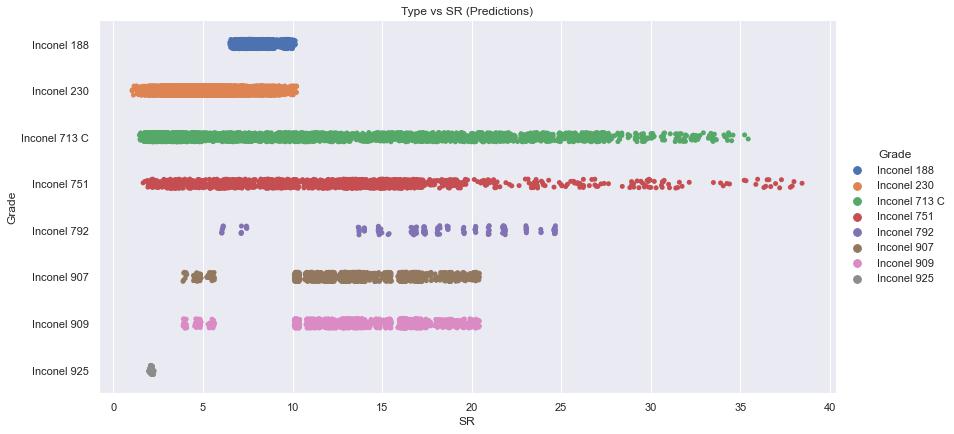 Type vs SR (Predictions)
Grade
Inconel 188
Inconel 230
Inconel 713 C
Inconel 751
Inconel 792
Inconel 907
Inconel 909
Inconel 925
0 5 10 15 20 25 30 35 40
SR
Grade
Inconel 188
Inconel 230
Inconel 713 C
Inconel 751
Inconel 792
Inconel 907
Inconel 909
Inconel 925